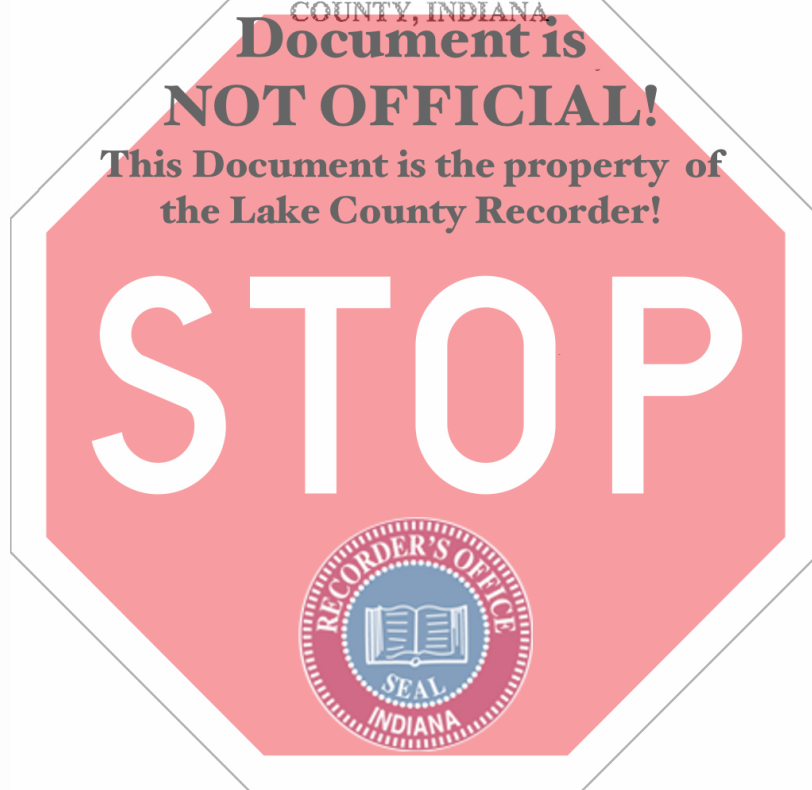 COUNTY, INDIANA
Document is
NOT OFFICIAL!
This Document is the property of
the Lake County Recorder!
STOP
RECORDER'S OFFICE
SEAL
INDIANA